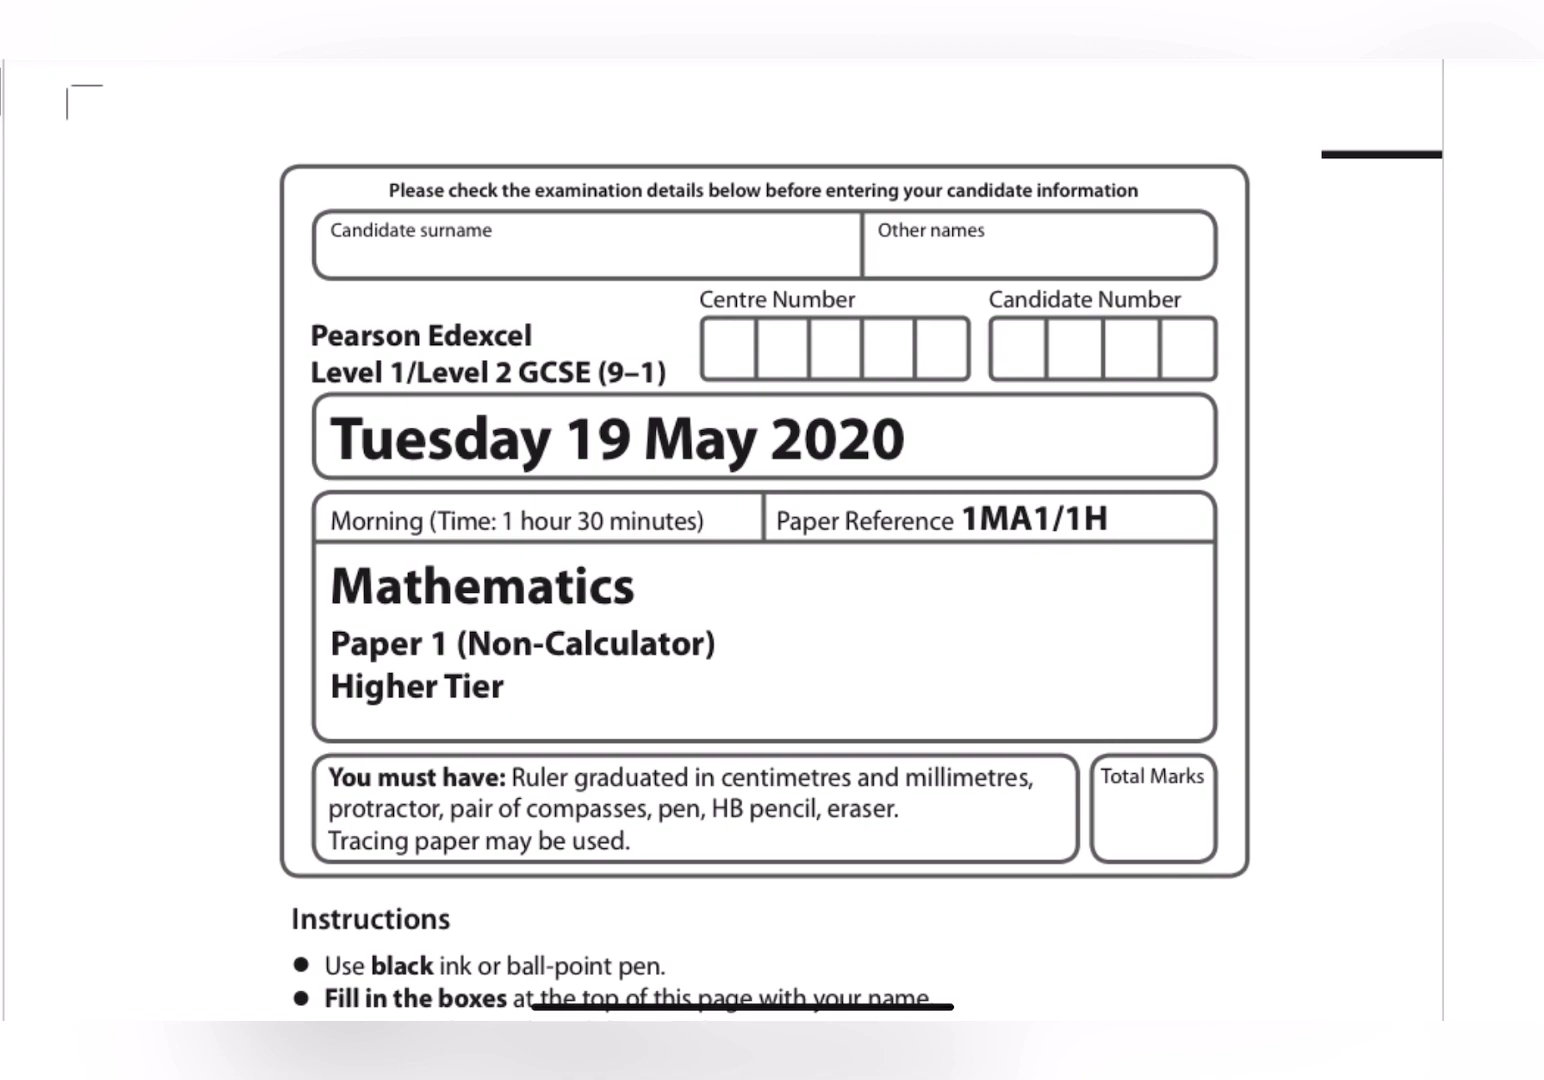 Please check the examination details below before entering your candidate information
Candidate surname
Other names
Centre Number
Candidate Number
Pearson Edexcel
Level 1/Level 2 GCSE (9–1)
Tuesday 19 May 2020
Morning (Time: 1 hour 30 minutes)
Paper Reference 1MA1/1H
Mathematics
Paper 1 (Non-Calculator)
Higher Tier
You must have: Ruler graduated in centimetres and millimetres,
protractor, pair of compasses, pen, HB pencil, eraser.
Tracing paper may be used.
Total Marks
Instructions
● Use black ink or ball-point pen.
● Fill in the boxes at the top of this page with your name